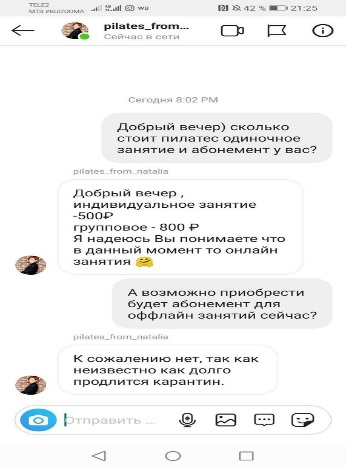 TELE2
MTS
42 %
21:25
pilates_from...
Сейчас в сети
Сегодня 8:02 PM
Добрый вечер) сколько
стоит пилатес одиночное
занятие и абонемент у вас?
pilates_from_natalia
Добрый вечер ,
индивидуальное занятие
-500₽
групповое - 800 ₽
Я надеюсь Вы понимаете что
в данный момент то онлайн
занятия 🤗
А возможно приобрести
будет абонемент для
оффлайн занятий сейчас?
pilates_from_natalia
К сожалению нет, так как
неизвестно как долго
продлится карантин.
Отправить ...